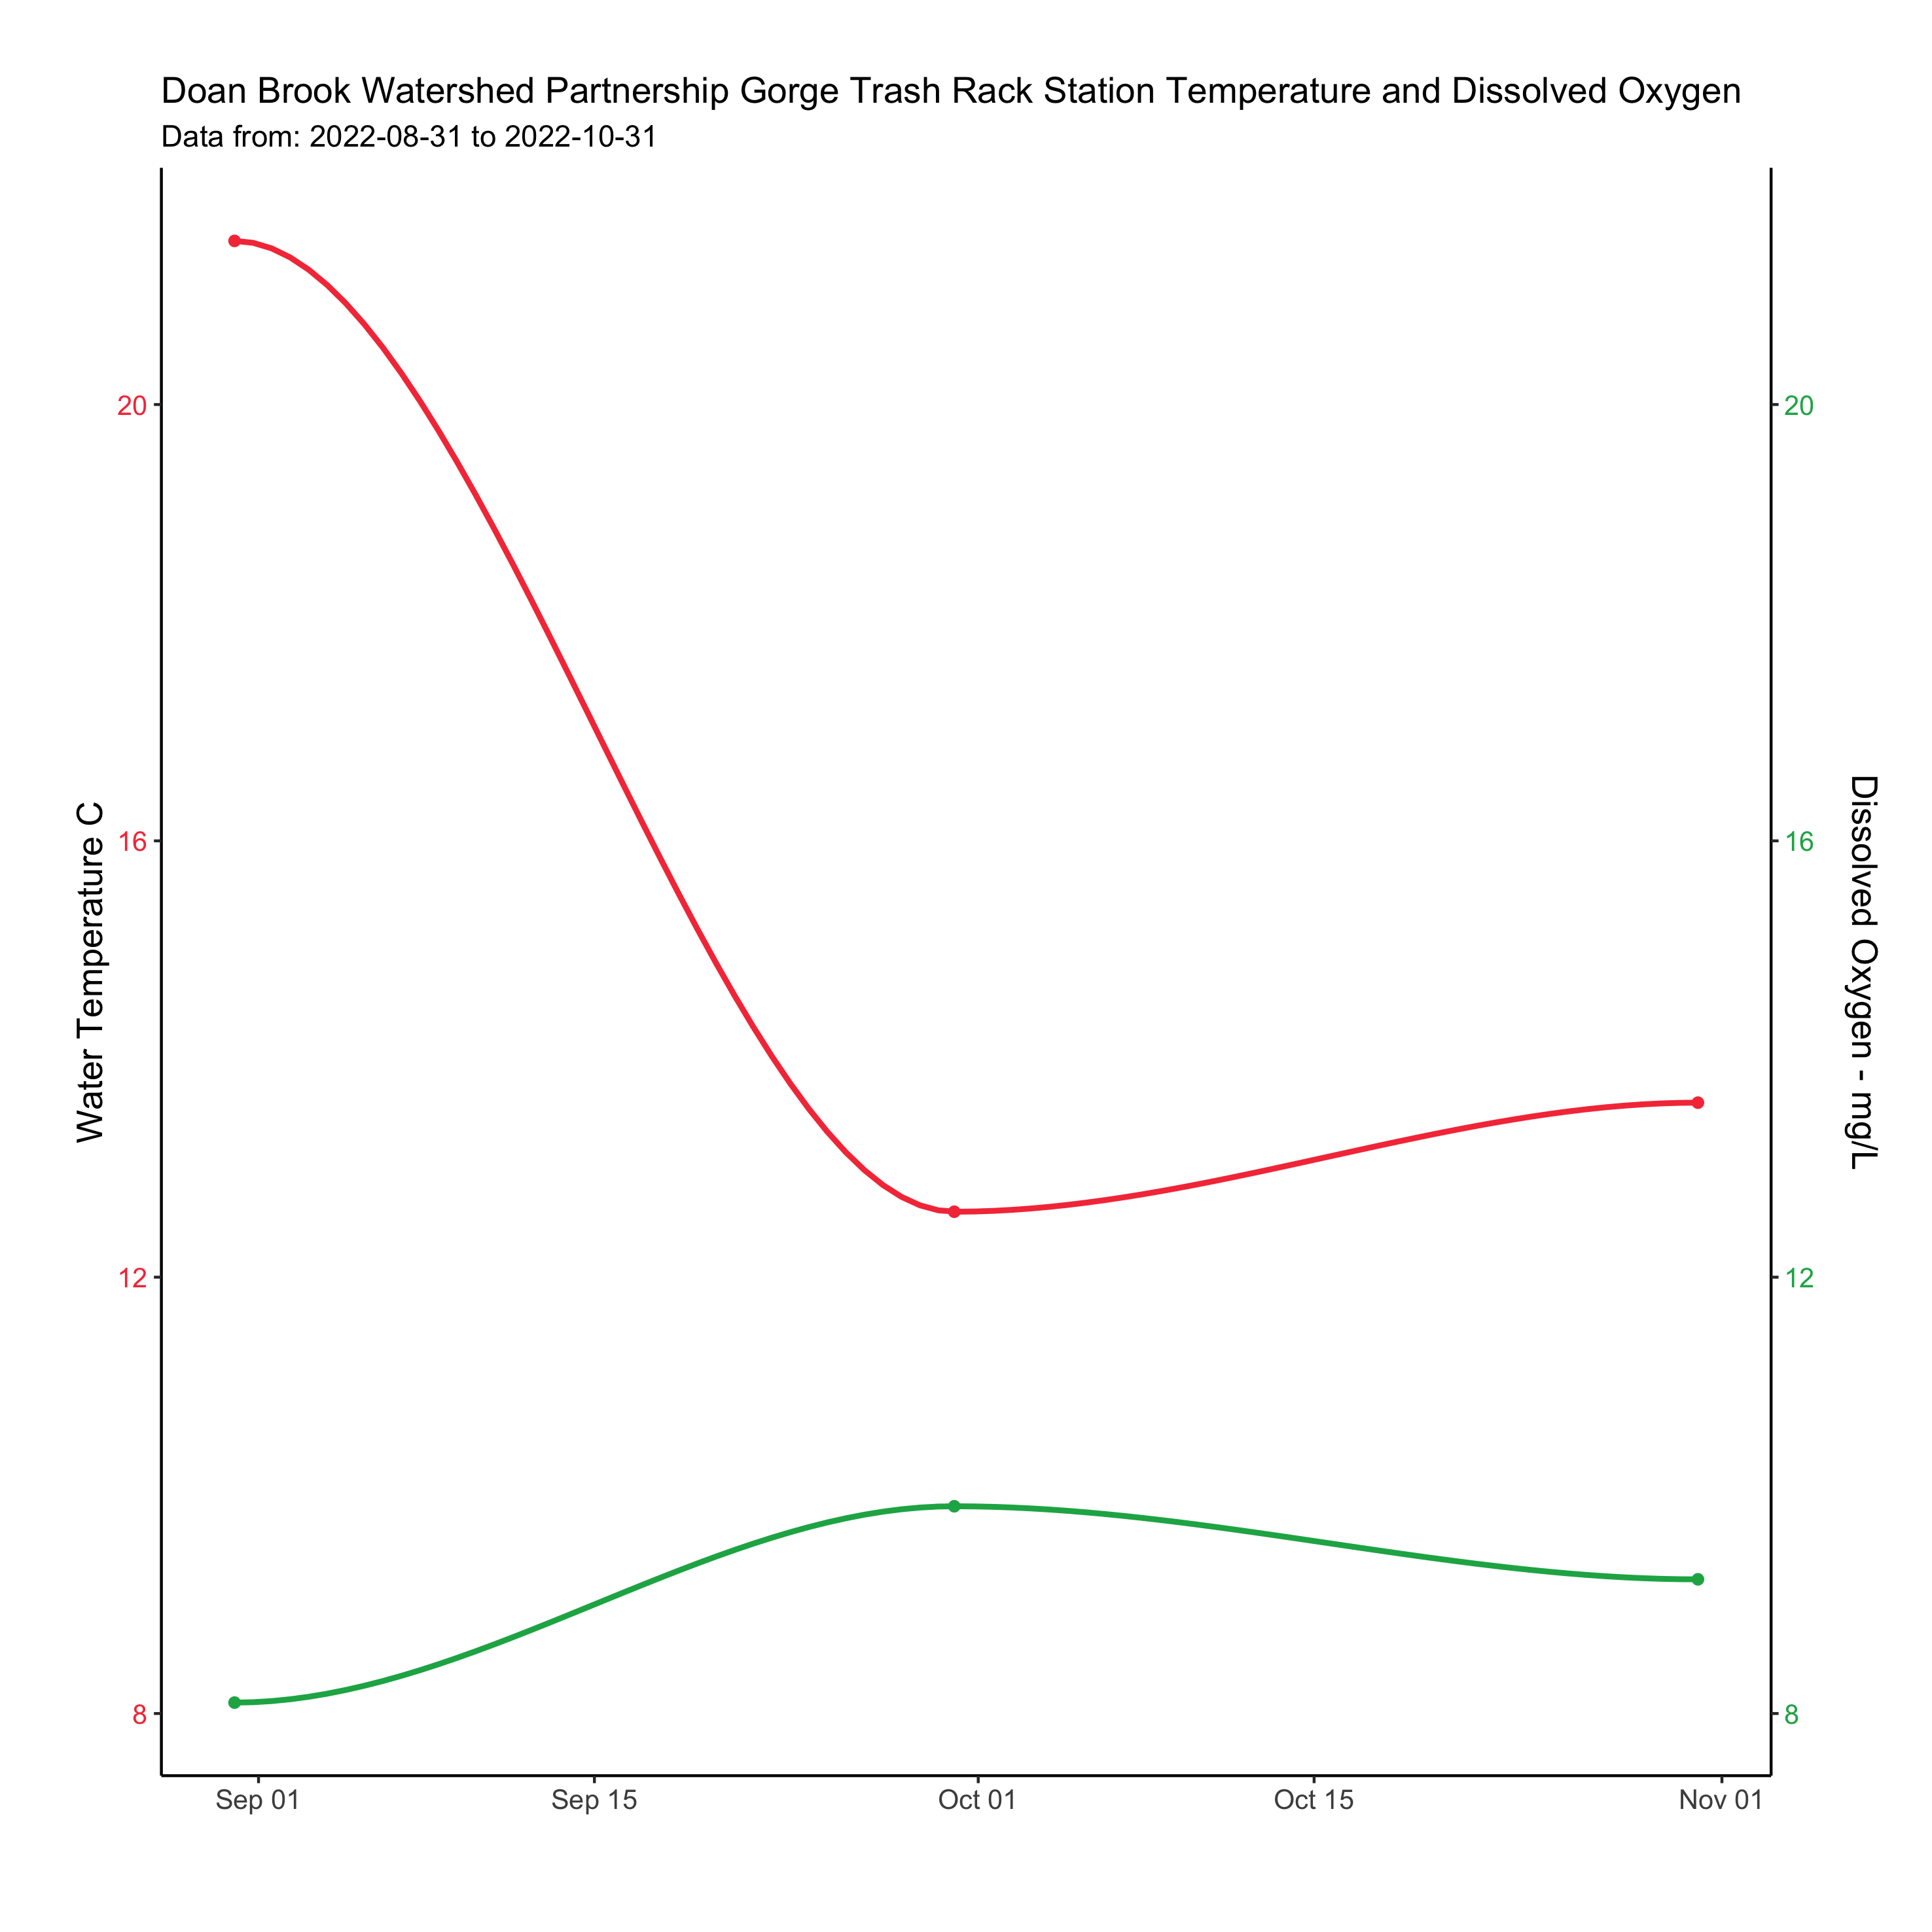 Doan Brook Watershed Partnership Gorge Trash Rack Station Temperature and Dissolved Oxygen
Data from: 2022-08-31 to 2022-10-31
Water Temperature C
20
16
12
8
20
16
12
8
Dissolved Oxygen - mg/L
Sep 01
Sep 15
Oct 01
Oct 15
Nov 01